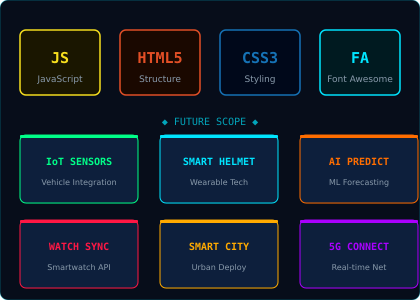 JS HTML5 CSS3 FA
JavaScript Structure Styling Font Awesome
◆ FUTURE SCOPE ◆
IoT SENSORS SMART HELMET AI PREDICT
Vehicle Integration Wearable Tech ML Forecasting
WATCH SYNC SMART CITY 5G CONNECT
Smartwatch API Urban Deploy Real-time Net